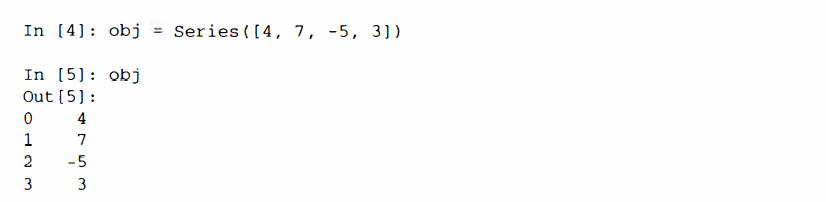 In [4]: obj = Series([4, 7, -5, 3])
In [5]: obj
Out[5]:
0    4
1    7
2   -5
3    3